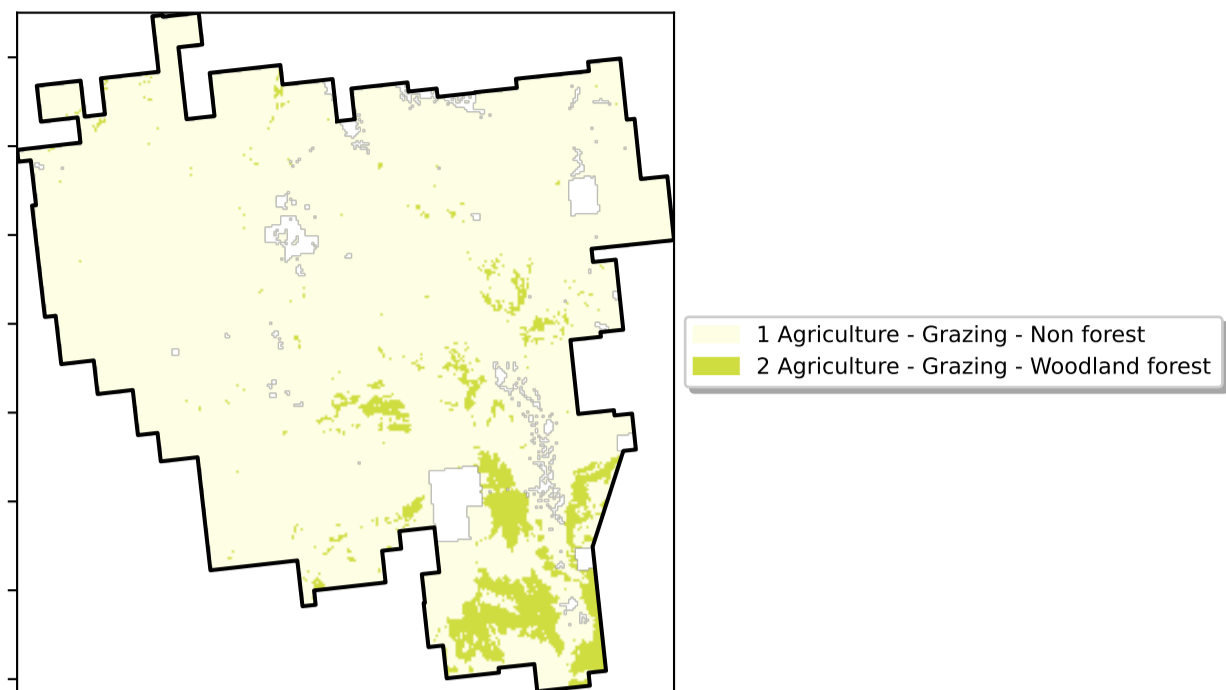 1 Agriculture - Grazing - Non forest
2 Agriculture - Grazing - Woodland forest